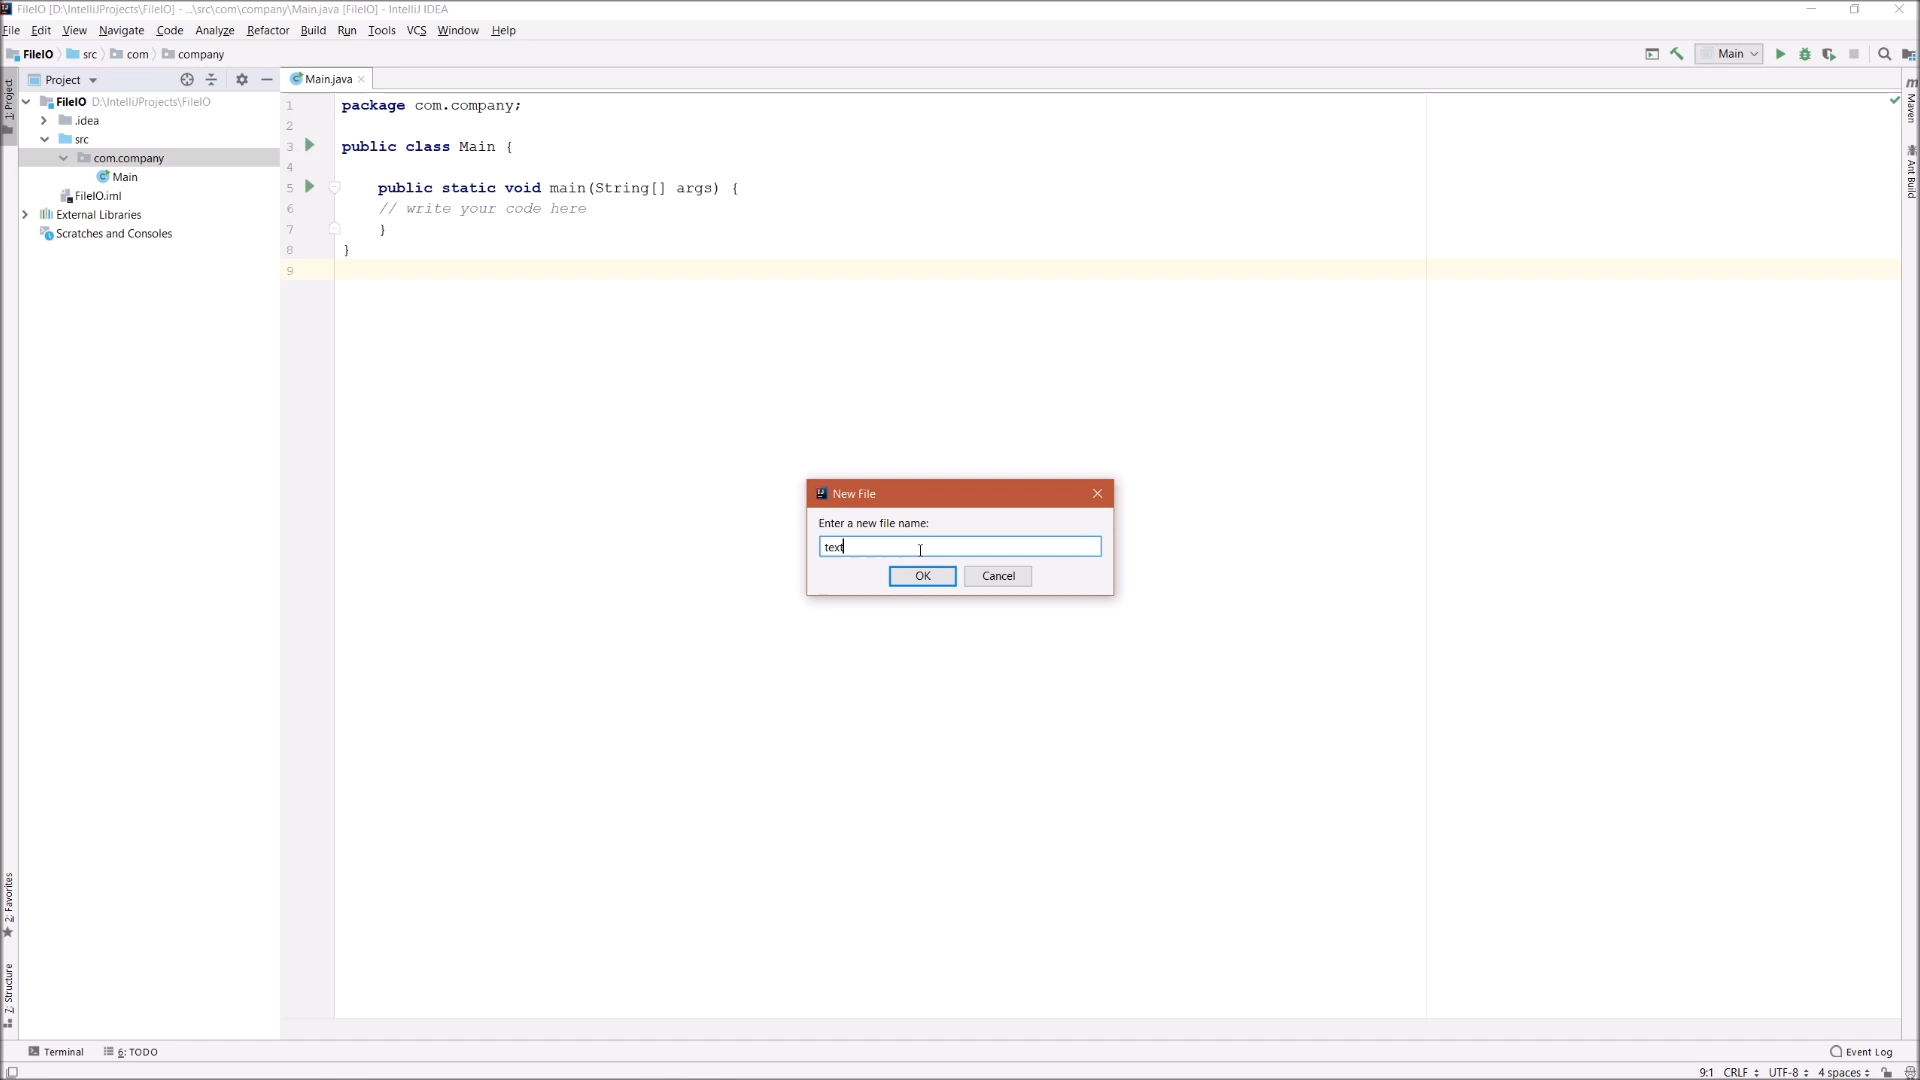 FileIO [D:\IntelliJProjects\FileIO] - ...\src\com\company\Main.java [FileIO] - IntelliJ IDEA
File Edit View Navigate Code Analyze Refactor Build Run Tools VCS Window Help
FileIO src com company
Main
Project
Main.java
1: Project
FileIO D:\IntelliJProjects\FileIO
.idea
src
com.company
Main
FileIO.iml
External Libraries
Scratches and Consoles
1 package com.company;
2
3 public class Main {
4
5 public static void main(String[] args) {
6 // write your code here
7 }
8 }
9
Maven
Ant Build
New File
Enter a new file name:
text
OK Cancel
2: Favorites
7: Structure
Terminal 6: TODO
Event Log
9:1 CRLF UTF-8 4 spaces